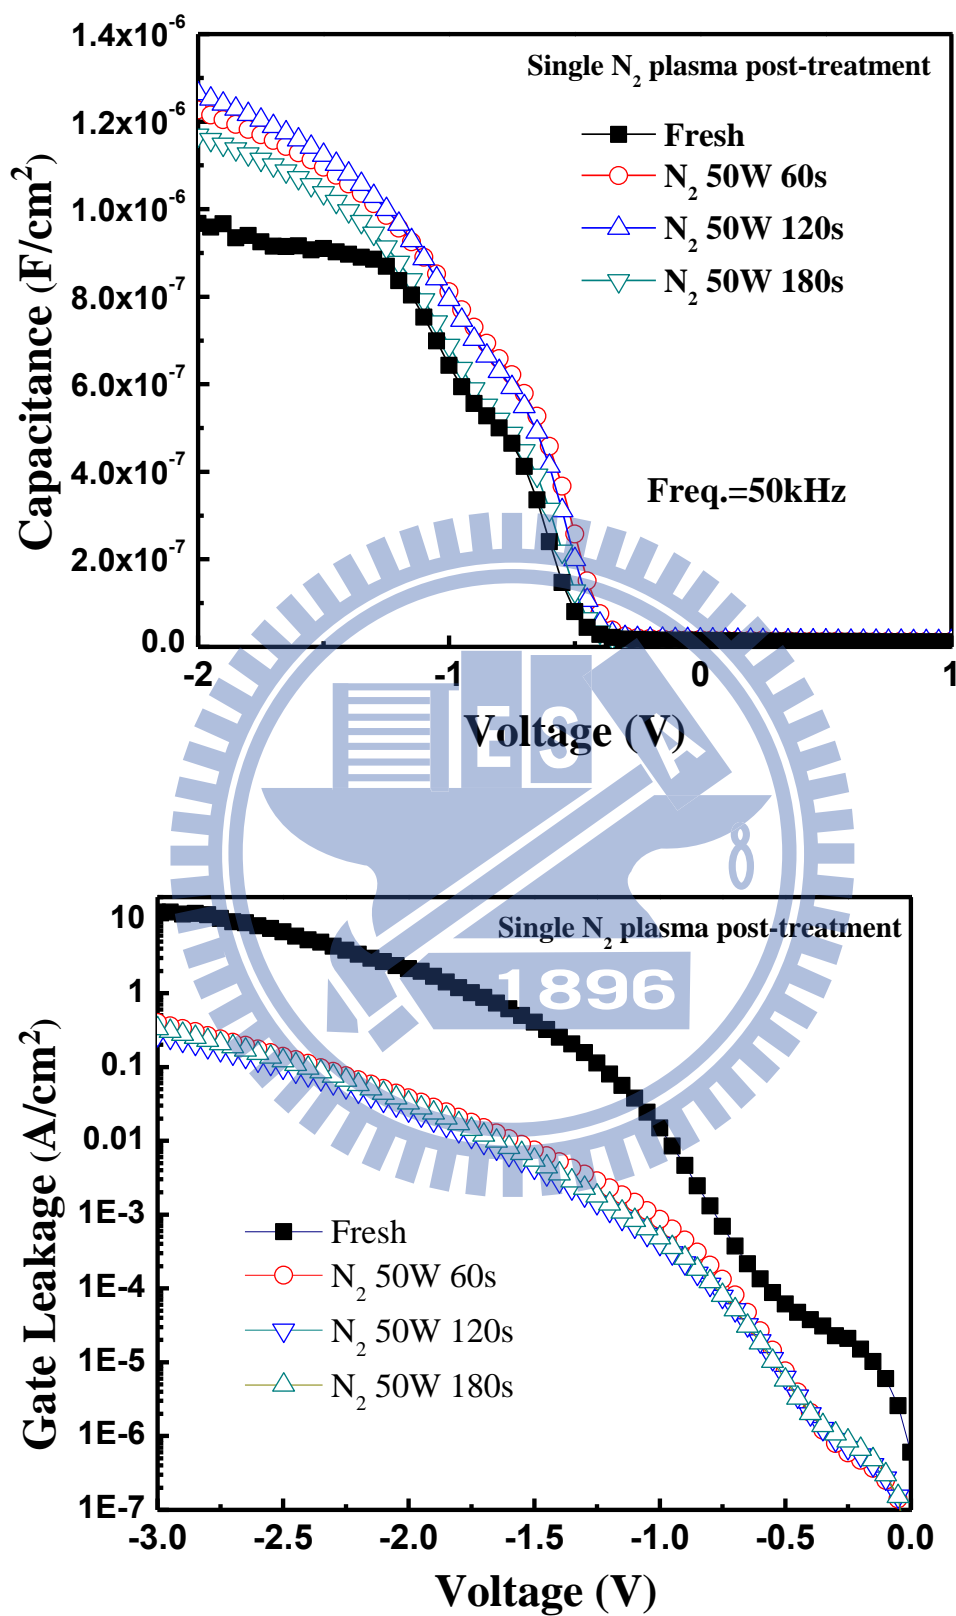 1.4x10-6
Single N2 plasma post-treatment
1.2x10-6
Fresh
N2 50W 60s
1.0x10-6
N2 50W 120s
8.0x10-7
N2 50W 180s
6.0x10-7
4.0x10-7
Freq.=50kHz
2.0x10-7
0.0
Capacitance (F/cm2)
-2 -1 0 1
Voltage (V)
E S A
8
1896
10
Single N2 plasma post-treatment
1
0.1
0.01
1E-3
Fresh
N2 50W 60s
1E-4
N2 50W 120s
1E-5
N2 50W 180s
1E-6
1E-7
Gate Leakage (A/cm2)
-3.0 -2.5 -2.0 -1.5 -1.0 -0.5 0.0
Voltage (V)